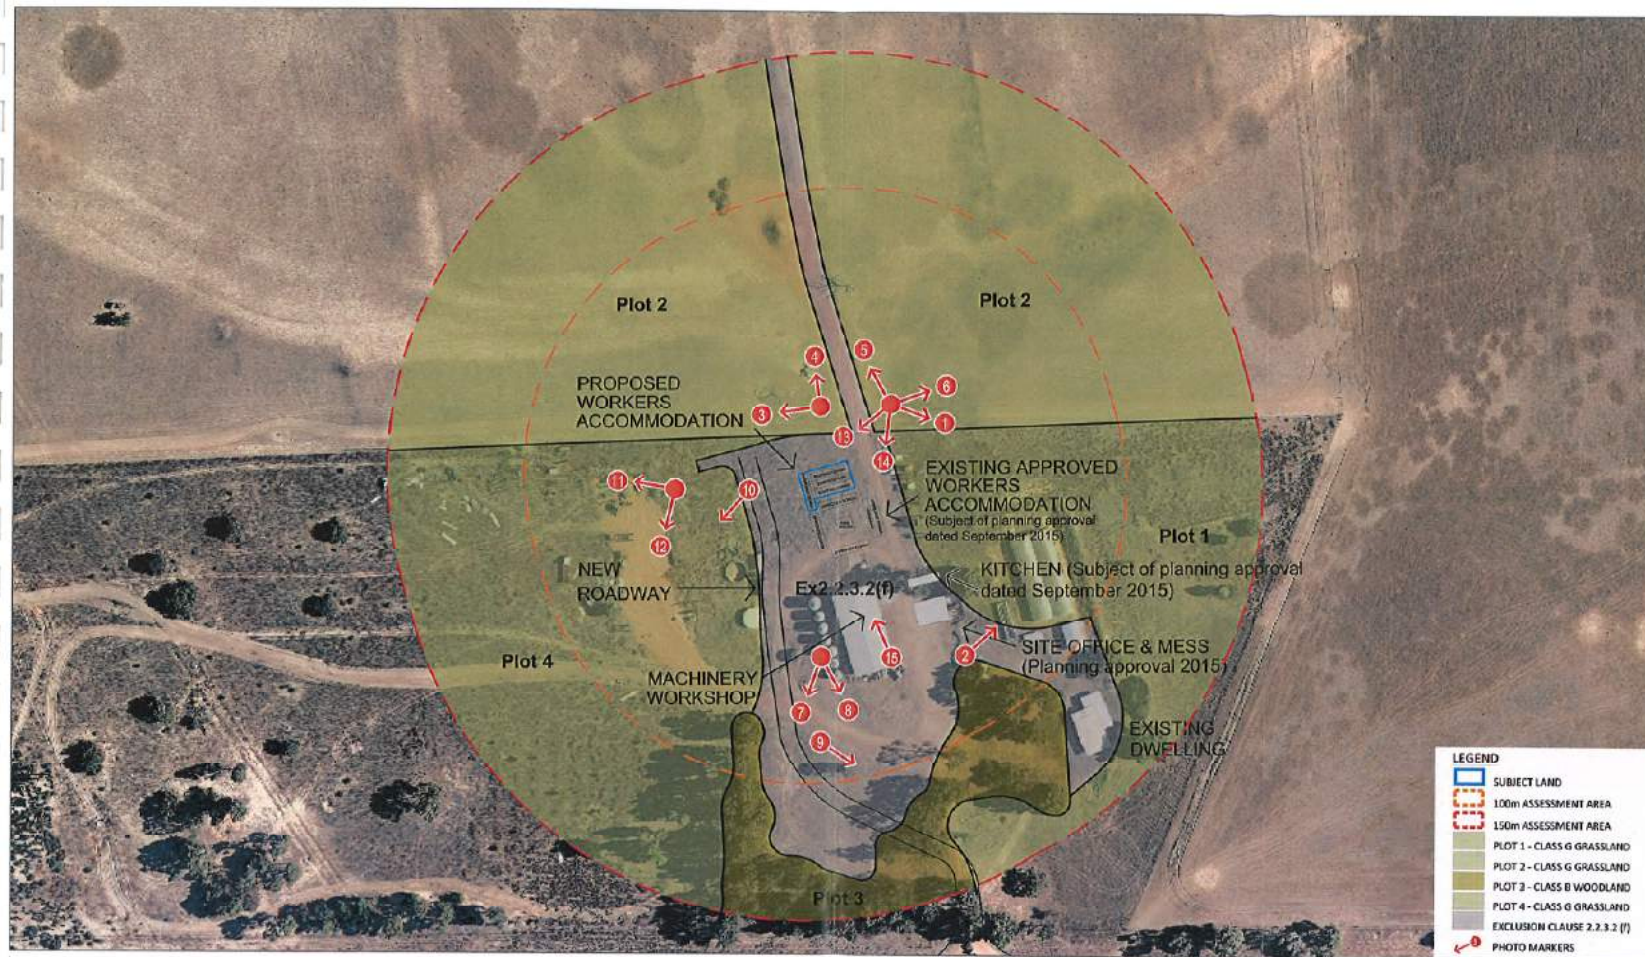 Plot 2
Plot 2
4
5
6
3
1
13
14
PROPOSED
WORKERS
ACCOMMODATION
EXISTING APPROVED
WORKERS
ACCOMMODATION
(Subject of planning approval
dated September 2015)
11
10
12
Plot 1
NEW
ROADWAY
Ex2.2.3.2(f)
KITCHEN (Subject of planning approval
dated September 2015)
SITE OFFICE & MESS
(Planning approval 2015)
2
15
Plot 4
MACHINERY
WORKSHOP
7
8
9
EXISTING
DWELLING
Plot 3
LEGEND
SUBJECT LAND
100m ASSESSMENT AREA
150m ASSESSMENT AREA
PLOT 1 - CLASS G GRASSLAND
PLOT 2 - CLASS G GRASSLAND
PLOT 3 - CLASS B WOODLAND
PLOT 4 - CLASS G GRASSLAND
EXCLUSION CLAUSE 2.2.3.2 (f)
PHOTO MARKERS